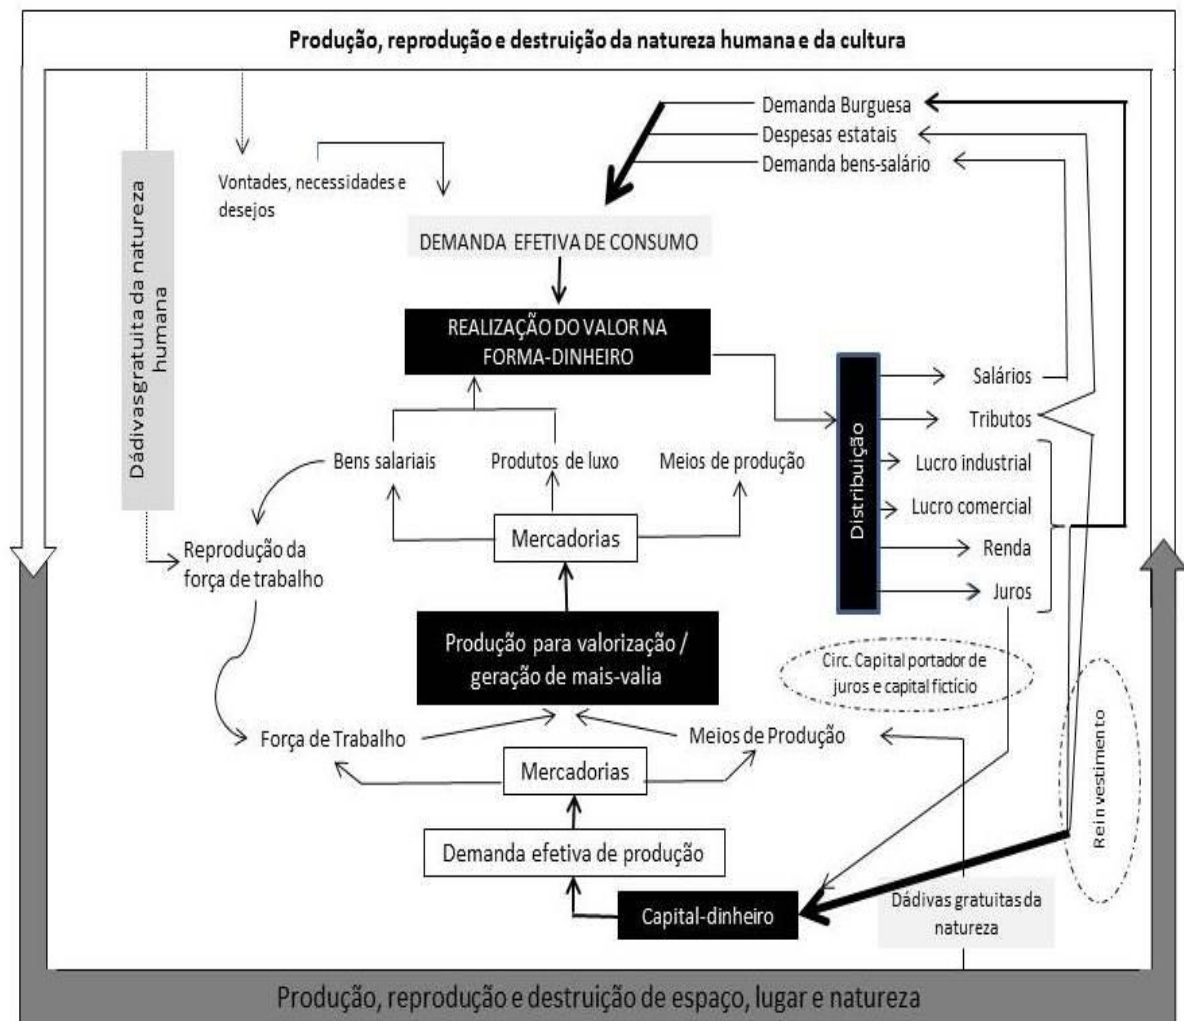 Produção, reprodução e destruição da natureza humana e da cultura
Demanda Burguesa
Despesas estatais
Demanda bens-salário
Dádivasgratuita da natureza
humana
Vontades, necessidades e
desejos
DEMANDA EFETIVA DE CONSUMO
REALIZAÇÃO DO VALOR NA
FORMA-DINHEIRO
Distribuição
Salários
Tributos
Lucro industrial
Lucro comercial
Renda
Juros
Bens salariais
Produtos de luxo
Meios de produção
Mercadorias
Reprodução da
força de trabalho
Produção para valorização /
geração de mais-valia
Circ. Capital portador de
juros e capital fictício
Reinvestimento
Força de Trabalho
Meios de Produção
Mercadorias
Demanda efetiva de produção
Capital-dinheiro
Dádivas gratuitas da
natureza
Produção, reprodução e destruição de espaço, lugar e natureza